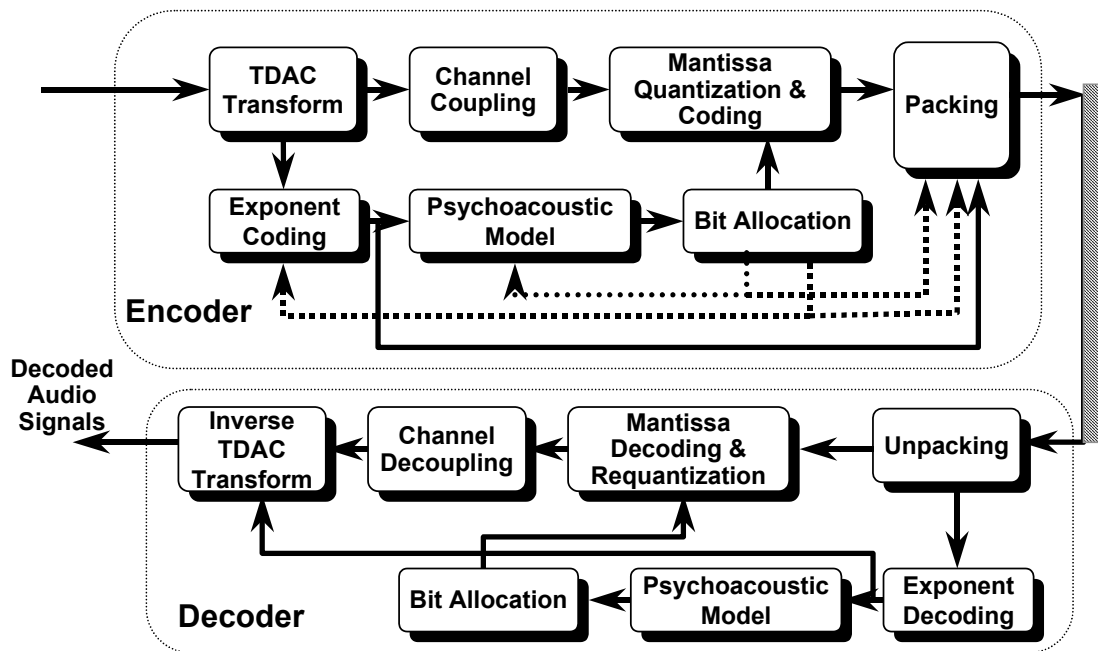 TDAC
Transform
Channel
Coupling
Mantissa
Quantization &
Coding
Packing
Exponent
Coding
Psychoacoustic
Model
Bit Allocation
Encoder
Decoded
Audio
Signals
Inverse
TDAC
Transform
Channel
Decoupling
Mantissa
Decoding &
Requantization
Unpacking
Bit Allocation
Psychoacoustic
Model
Exponent
Decoding
Decoder